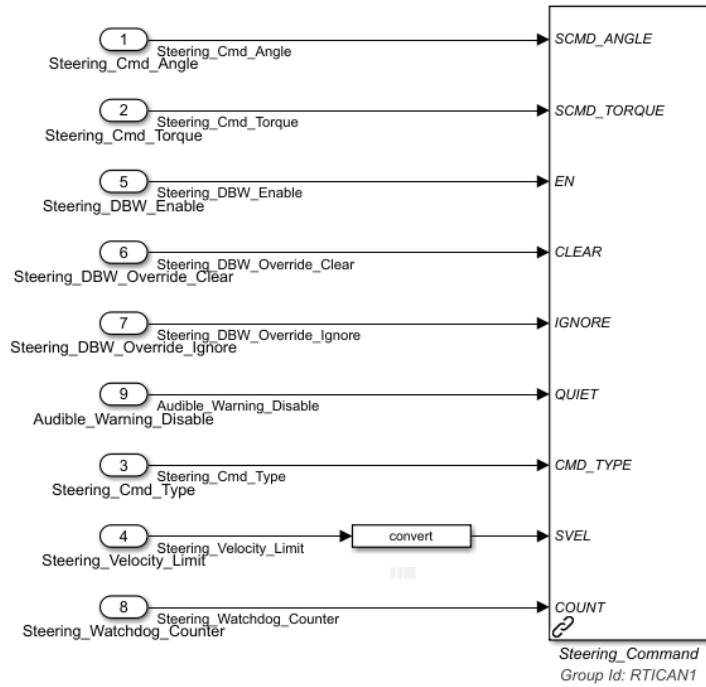 1 Steering_Cmd_Angle SCMD_ANGLE
Steering_Cmd_Angle
2 Steering_Cmd_Torque SCMD_TORQUE
Steering_Cmd_Torque
5 Steering_DBW_Enable EN
Steering_DBW_Enable
6 Steering_DBW_Override_Clear CLEAR
Steering_DBW_Override_Clear
7 Steering_DBW_Override_Ignore IGNORE
Steering_DBW_Override_Ignore
9 Audible_Warning_Disable QUIET
Audible_Warning_Disable
3 Steering_Cmd_Type CMD_TYPE
Steering_Cmd_Type
4 Steering_Velocity_Limit convert SVEL
Steering_Velocity_Limit
8 Steering_Watchdog_Counter COUNT
Steering_Watchdog_Counter
Steering_Command
Group Id: RTICAN1